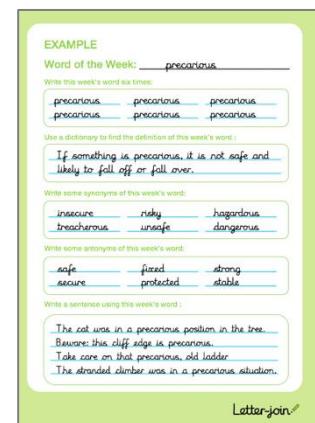 EXAMPLE
Word of the Week: precarious
Write this week's word six times:
precarious precarious precarious
precarious precarious precarious
Use a dictionary to find the definition of this week's word :
If something is precarious, it is not safe and
likely to fall off or fall over.
Write some synonyms of this week's word:
insecure risky hazardous
treacherous unsafe dangerous
Write some antonyms of this week's word:
safe fixed strong
secure protected stable
Write a sentence using this week's word :
The cat was in a precarious position in the tree.
Beware: this cliff edge is precarious.
Take care on that precarious, old ladder
The stranded climber was in a precarious situation.
Letter-join